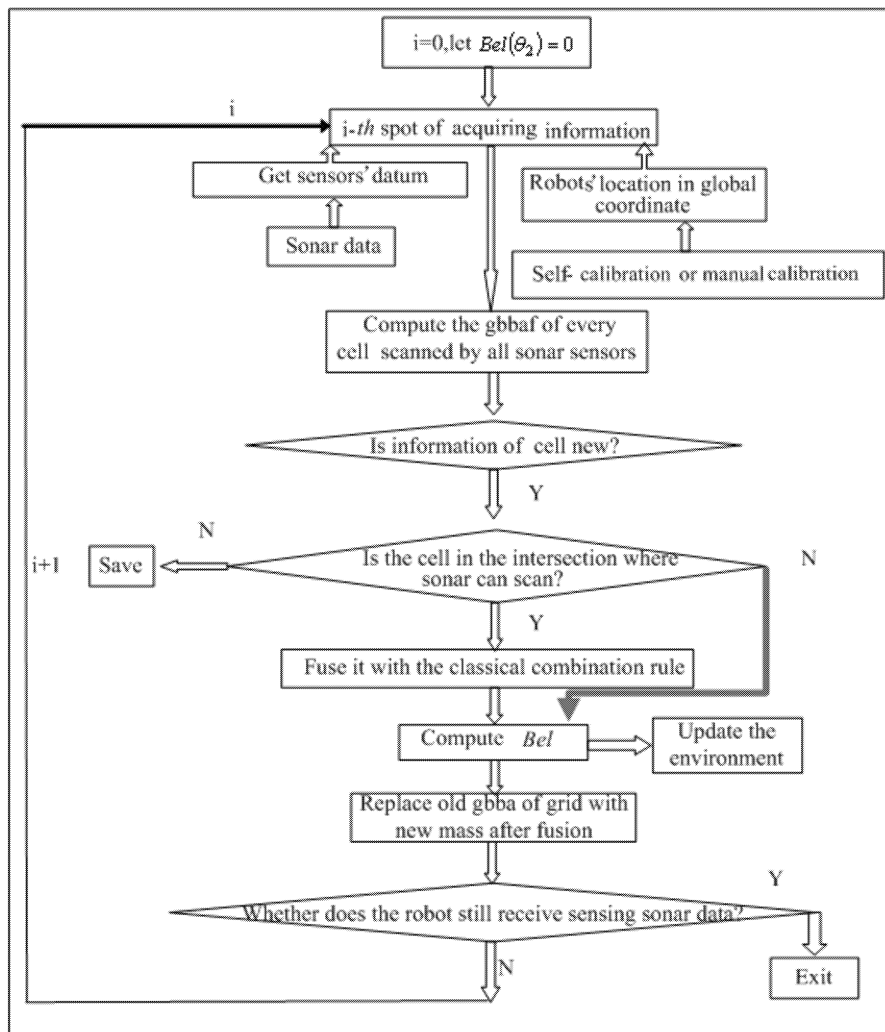 i=0,let Bel(θ₂)=0
i
i-th spot of acquiring information
Get sensors' datum
Robots' location in global
coordinate
Sonar data
Self- calibration or manual calibration
Compute the gbbaf of every
cell scanned by all sonar sensors
Is information of cell new?
Y
N
N
i+1
Save
Is the cell in the intersection where
sonar can scan?
Y
Fuse it with the classical combination rule
Compute Bel
Update the
environment
Replace old gbba of grid with
new mass after fusion
Y
Whether does the robot still receive sensing sonar data?
N
Exit